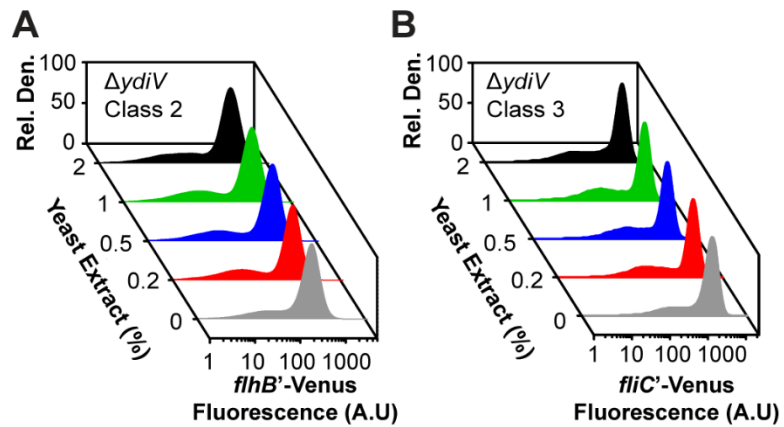 A
Rel. Den.
100
50
0
ΔydiV
Class 2
2
1
0.5
0.2
0
Yeast Extract (%)
1 10 100 1000
flhB'-Venus
Fluorescence (A.U)
B
Rel. Den.
100
50
0
ΔydiV
Class 3
2
1
0.5
0.2
0
Yeast Extract (%)
1 10 100 1000
fliC'-Venus
Fluorescence (A.U)